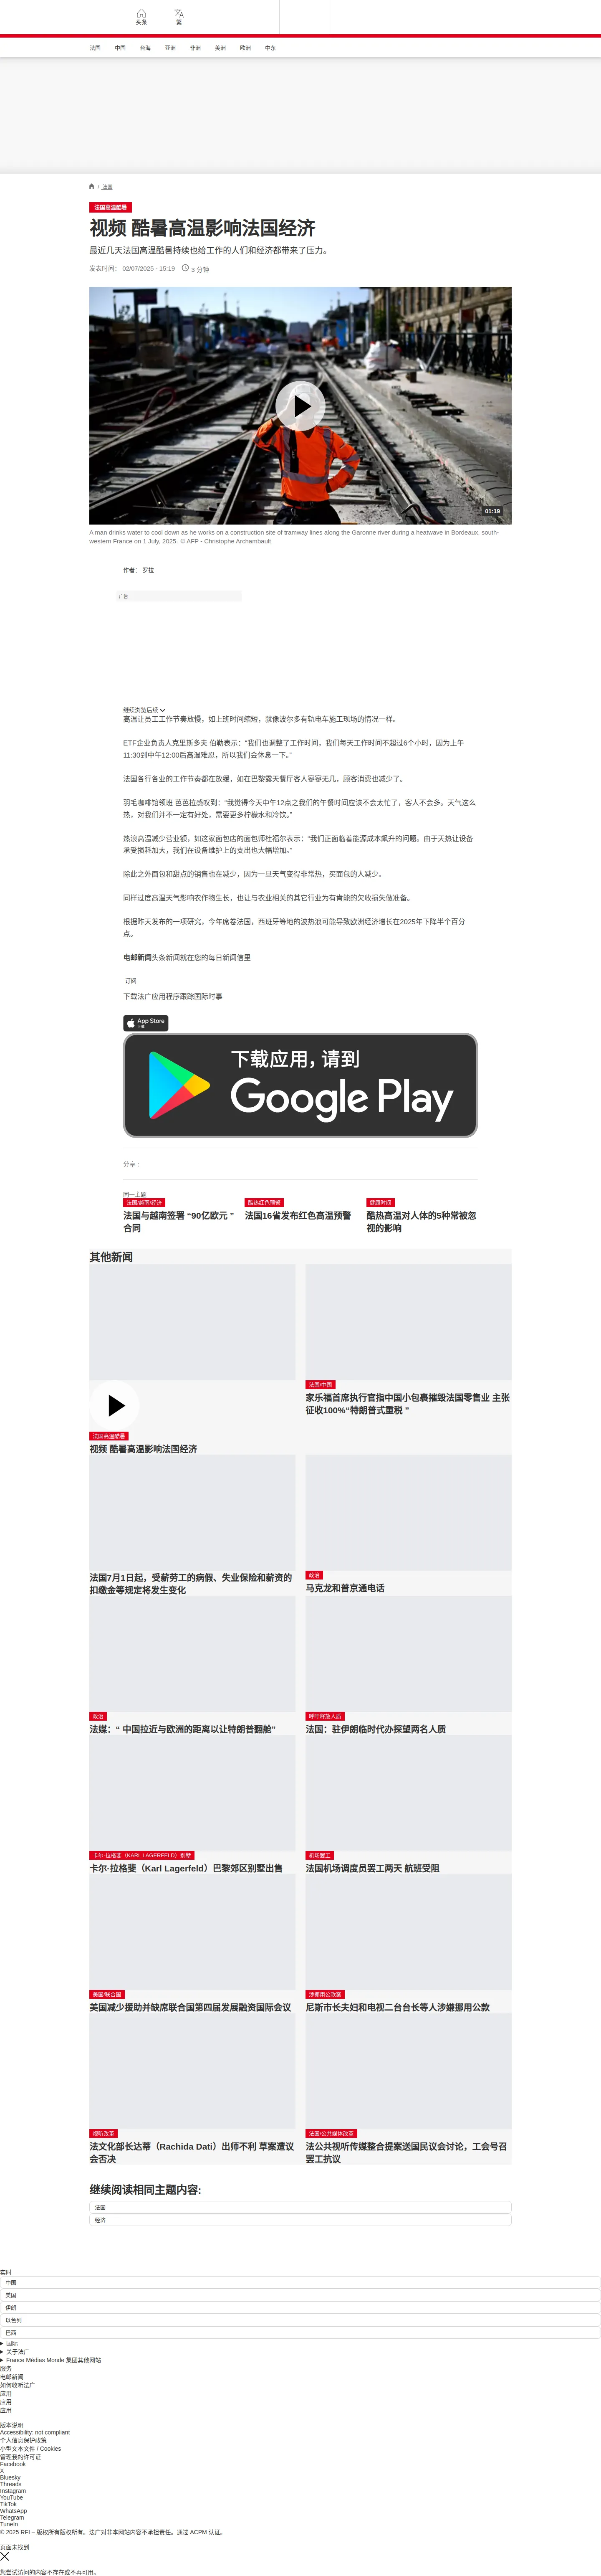 头条
繁
法国
中国
台海
亚洲
非洲
美洲
欧洲
中东
/ 法国
法国高温酷暑
视频 酷暑高温影响法国经济
最近几天法国高温酷暑持续也给工作的人们和经济都带来了压力。
发表时间： 02/07/2025 - 15:19 3 分钟
01:19
A man drinks water to cool down as he works on a construction site of tramway lines along the Garonne river during a heatwave in Bordeaux, south-
western France on 1 July, 2025. © AFP - Christophe Archambault
作者： 罗拉
广告
继续浏览后续
高温让员工工作节奏放慢，如上班时间缩短，就像波尔多有轨电车施工现场的情况一样。
ETF企业负责人克里斯多夫 伯勒表示："我们也调整了工作时间，我们每天工作时间不超过6个小时，因为上午
11:30到中午12:00后高温难忍，所以我们会休息一下。"
法国各行各业的工作节奏都在放缓，如在巴黎露天餐厅客人寥寥无几，顾客消费也减少了。
羽毛咖啡馆领班 芭芭拉感叹到："我觉得今天中午12点之我们的午餐时间应该不会太忙了，客人不会多。天气这么
热，对我们并不一定有好处，需要更多柠檬水和冷饮。"
热浪高温减少营业额，如这家面包店的面包师杜福尔表示："我们正面临着能源成本飙升的问题。由于天热让设备
承受损耗加大，我们在设备维护上的支出也大幅增加。"
除此之外面包和甜点的销售也在减少，因为一旦天气变得非常热，买面包的人减少。
同样过度高温天气影响农作物生长，也让与农业相关的其它行业为有肯能的欠收损失做准备。
根据昨天发布的一项研究，今年席卷法国，西班牙等地的波热浪可能导致欧洲经济增长在2025年下降半个百分
点。
电邮新闻头条新闻就在您的每日新闻信里
订阅
下载法广应用程序跟踪国际时事
App Store
下载
下载应用，请到
Google Play
分享 :
同一主题
法国/越南/经济
法国与越南签署 "90亿欧元 "
合同
酷热红色预警
法国16省发布红色高温预警
健康时间
酷热高温对人体的5种常被忽
视的影响
其他新闻
法国高温酷暑
视频 酷暑高温影响法国经济
法国/中国
家乐福首席执行官指中国小包裹摧毁法国零售业 主张
征收100%“特朗普式重税 ”
法国7月1日起，受薪劳工的病假、失业保险和薪资的
扣缴金等规定将发生变化
政治
马克龙和普京通电话
政治
法媒：“ 中国拉近与欧洲的距离以让特朗普翻舱”
呼吁释放人质
法国：驻伊朗临时代办探望两名人质
卡尔·拉格斐（KARL LAGERFELD）别墅
卡尔·拉格斐（Karl Lagerfeld）巴黎郊区别墅出售
机场罢工
法国机场调度员罢工两天 航班受阻
美国/联合国
美国减少援助并缺席联合国第四届发展融资国际会议
涉挪用公款案
尼斯市长夫妇和电视二台台长等人涉嫌挪用公款
视听改革
法文化部长达蒂（Rachida Dati）出师不利 草案遭议
会否决
法国/公共媒体改革
法公共视听传媒整合提案送国民议会讨论，工会号召
罢工抗议
继续阅读相同主题内容:
法国
经济
实时
中国
美国
伊朗
以色列
巴西
国际
关于法广
France Médias Monde 集团其他网站
服务
电邮新闻
如何收听法广
应用
应用
应用
版本说明
Accessibility: not compliant
个人信息保护政策
小型文本文件 / Cookies
管理我的许可证
Facebook
X
Bluesky
Threads
Instagram
YouTube
TikTok
WhatsApp
Telegram
TuneIn
© 2025 RFI – 版权所有版权所有。法广对非本网站内容不承担责任。通过 ACPM 认证。
页面未找到
您尝试访问的内容不存在或不再可用。